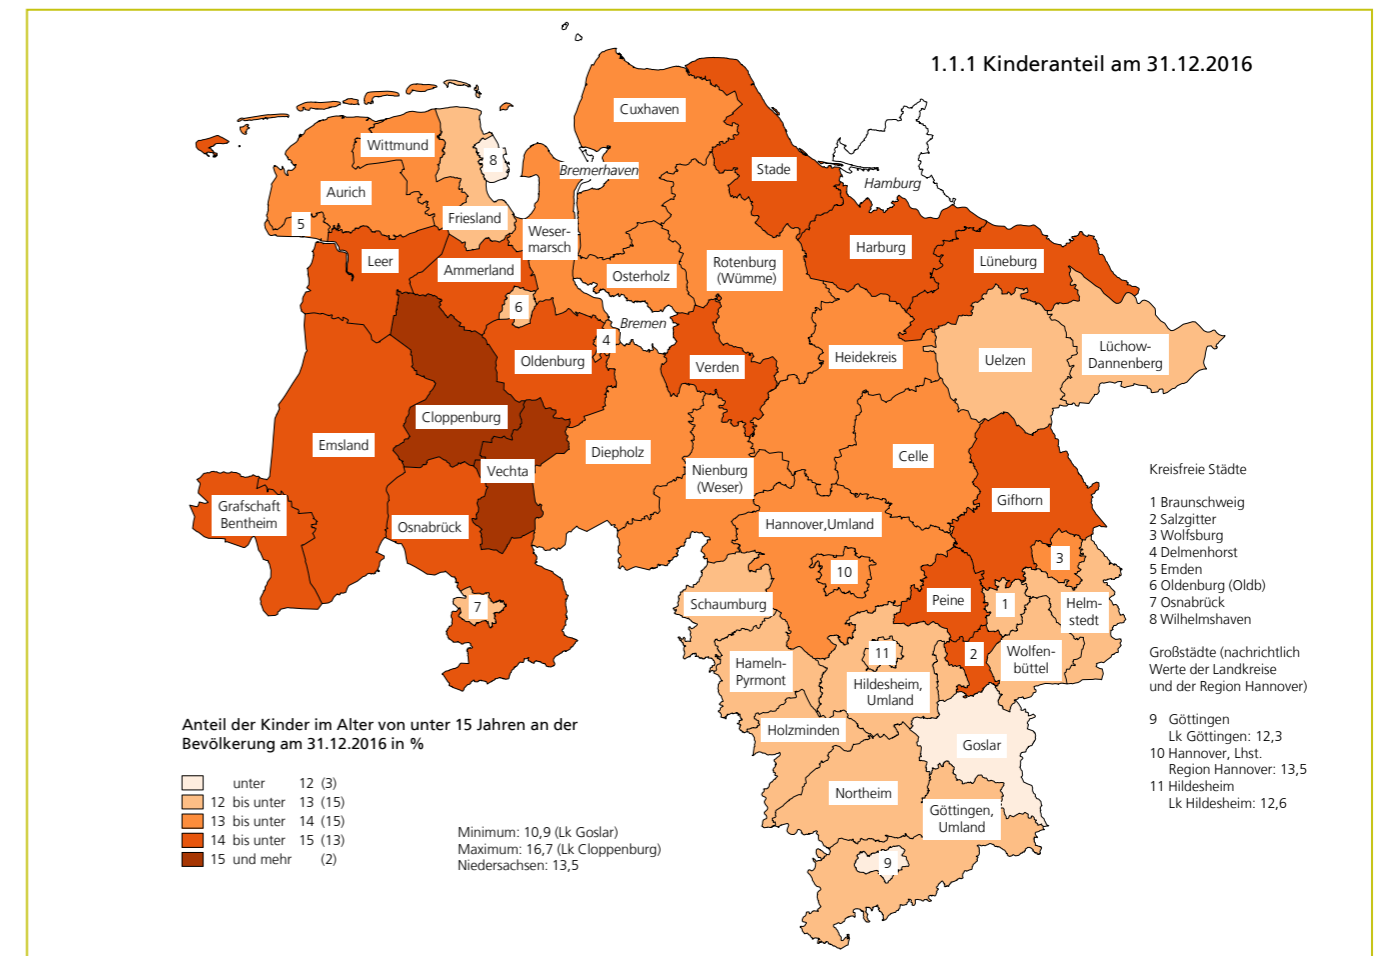 1.1.1 Kinderanteil am 31.12.2016
Cuxhaven
Wittmund
8
Bremerhaven
Stade
Hamburg
Aurich
5
Friesland
Weser-
marsch
Harburg
Lüneburg
Leer
Ammerland
Osterholz
Rotenburg
(Wümme)
6
Bremen
4
Oldenburg
Verden
Heidekreis
Uelzen
Lüchow-
Dannenberg
Cloppenburg
Emsland
Diepholz
Celle
Vechta
Nienburg
(Weser)
Gifhorn
Grafschaft
Bentheim
Osnabrück
Hannover,Umland
3
10
7
Schaumburg
Peine
1
Helm-
stedt
11
2
Wolfen-
büttel
Hameln-
Pyrmont
Hildesheim,
Umland
Holzminden
Goslar
Northeim
Göttingen,
Umland
9
Kreisfreie Städte
1 Braunschweig
2 Salzgitter
3 Wolfsburg
4 Delmenhorst
5 Emden
6 Oldenburg (Oldb)
7 Osnabrück
8 Wilhelmshaven
Großstädte (nachrichtlich
Werte der Landkreise
und der Region Hannover)
9 Göttingen
Lk Göttingen: 12,3
10 Hannover, Lhst.
Region Hannover: 13,5
11 Hildesheim
Lk Hildesheim: 12,6
Anteil der Kinder im Alter von unter 15 Jahren an der
Bevölkerung am 31.12.2016 in %
unter 12 (3)
12 bis unter 13 (15)
13 bis unter 14 (15)
14 bis unter 15 (13)
15 und mehr (2)
Minimum: 10,9 (Lk Goslar)
Maximum: 16,7 (Lk Cloppenburg)
Niedersachsen: 13,5